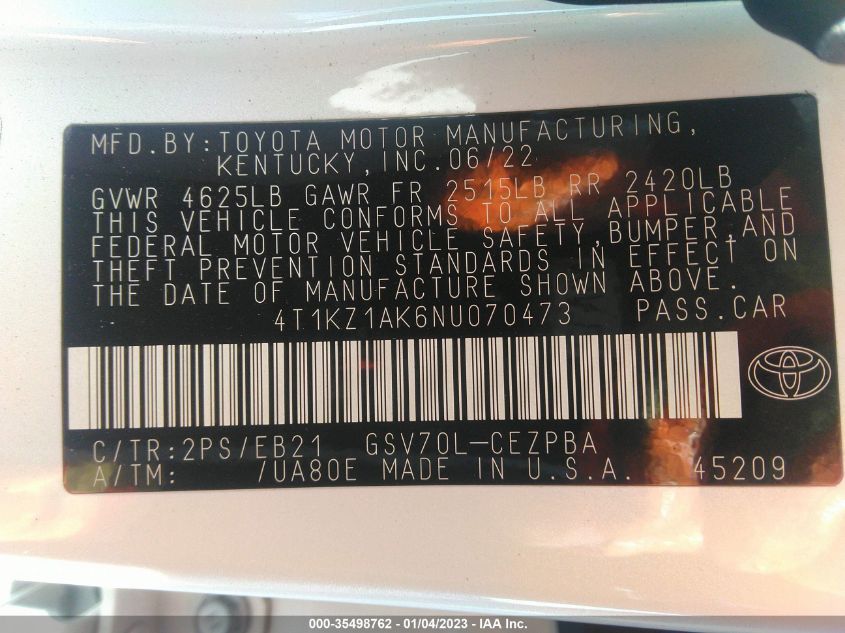 MFD.BY:TOYOTA MOTOR MANUFACTURING,
KENTUCKY,INC.06/22
GVWR 4625LB GAWR FR 2515LB RR 2420LB
THIS VEHICLE CONFORMS TO ALL APPLICABLE
FEDERAL MOTOR VEHICLE SAFETY,BUMPER,AND
THEFT PREVENTION STANDARDS IN EFFECT ON
THE DATE OF MANUFACTURE SHOWN ABOVE.
4T1KZ1AK6NU070473 PASS.CAR
C/TR:2PS/EB21 GSV70L-CEZPBA
A/TM: /UA80E MADE IN U.S.A. 45209
000-35498762 - 01/04/2023 - IAA Inc.